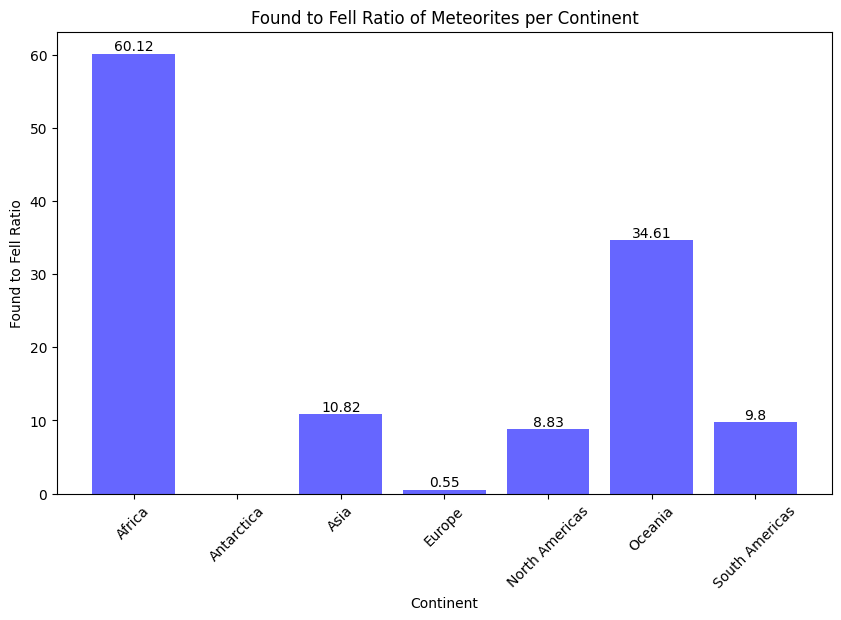 Found to Fell Ratio of Meteorites per Continent
Found to Fell Ratio
60
50
40
30
20
10
0
60.12
10.82
0.55
8.83
34.61
9.8
Africa
Antarctica
Asia
Europe
North Americas
Oceania
South Americas
Continent